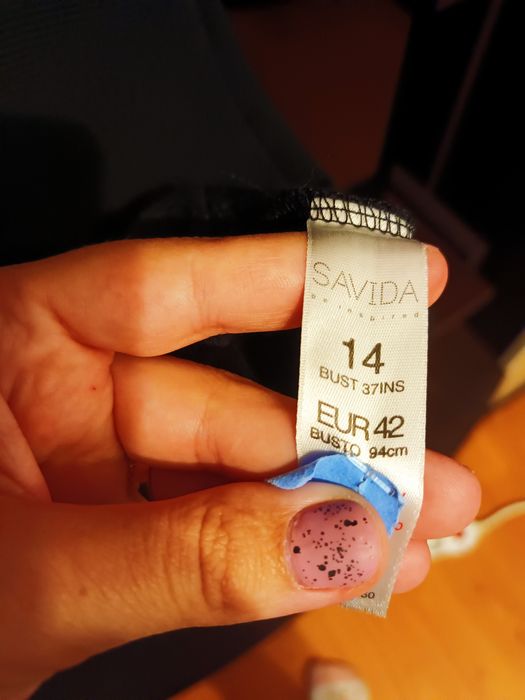 SAVIDA
be inspired
14
BUST 37INS
EUR 42
BUSTO 94cm